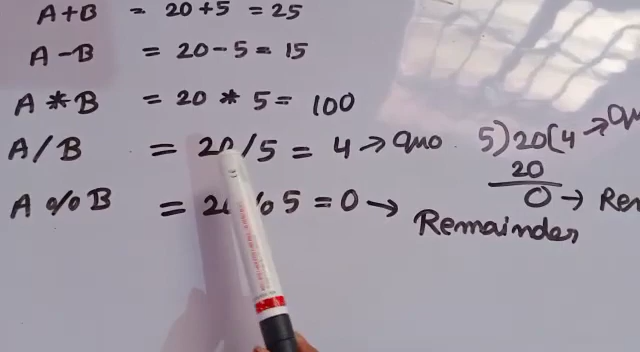 A+B = 20+5 = 25
A-B = 20-5 = 15
A*B = 20 * 5 = 100
A/B = 20/5 = 4 → Quo. 5)20(4 →
20
A%B = 20%5 = 0 → 0 →
Remainder